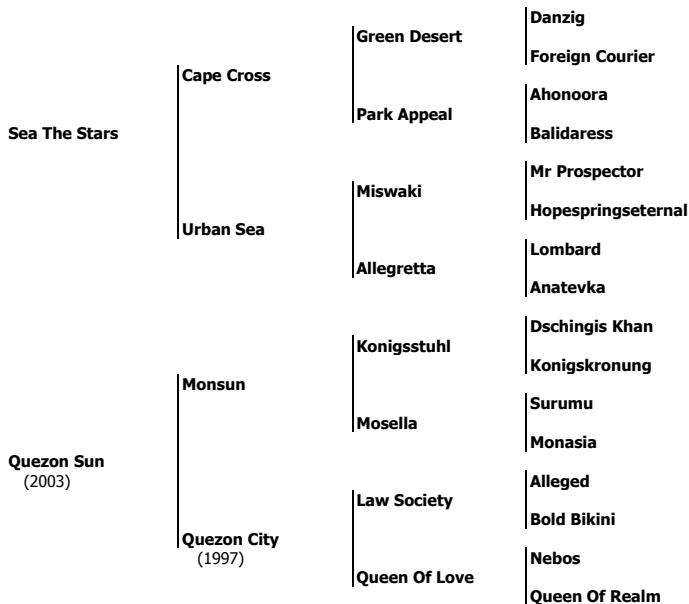 Danzig
Green Desert
Foreign Courier
Cape Cross
Ahonoora
Park Appeal
Balidaress
Sea The Stars
Mr Prospector
Miswaki
Hopespringseternal
Urban Sea
Lombard
Allegretta
Anatevka
Dschingis Khan
Konigsstuhl
Konigskronung
Monsun
Surumu
Mosella
Monasia
Quezon Sun
(2003)
Alleged
Law Society
Bold Bikini
Quezon City
(1997)
Nebos
Queen Of Love
Queen Of Realm